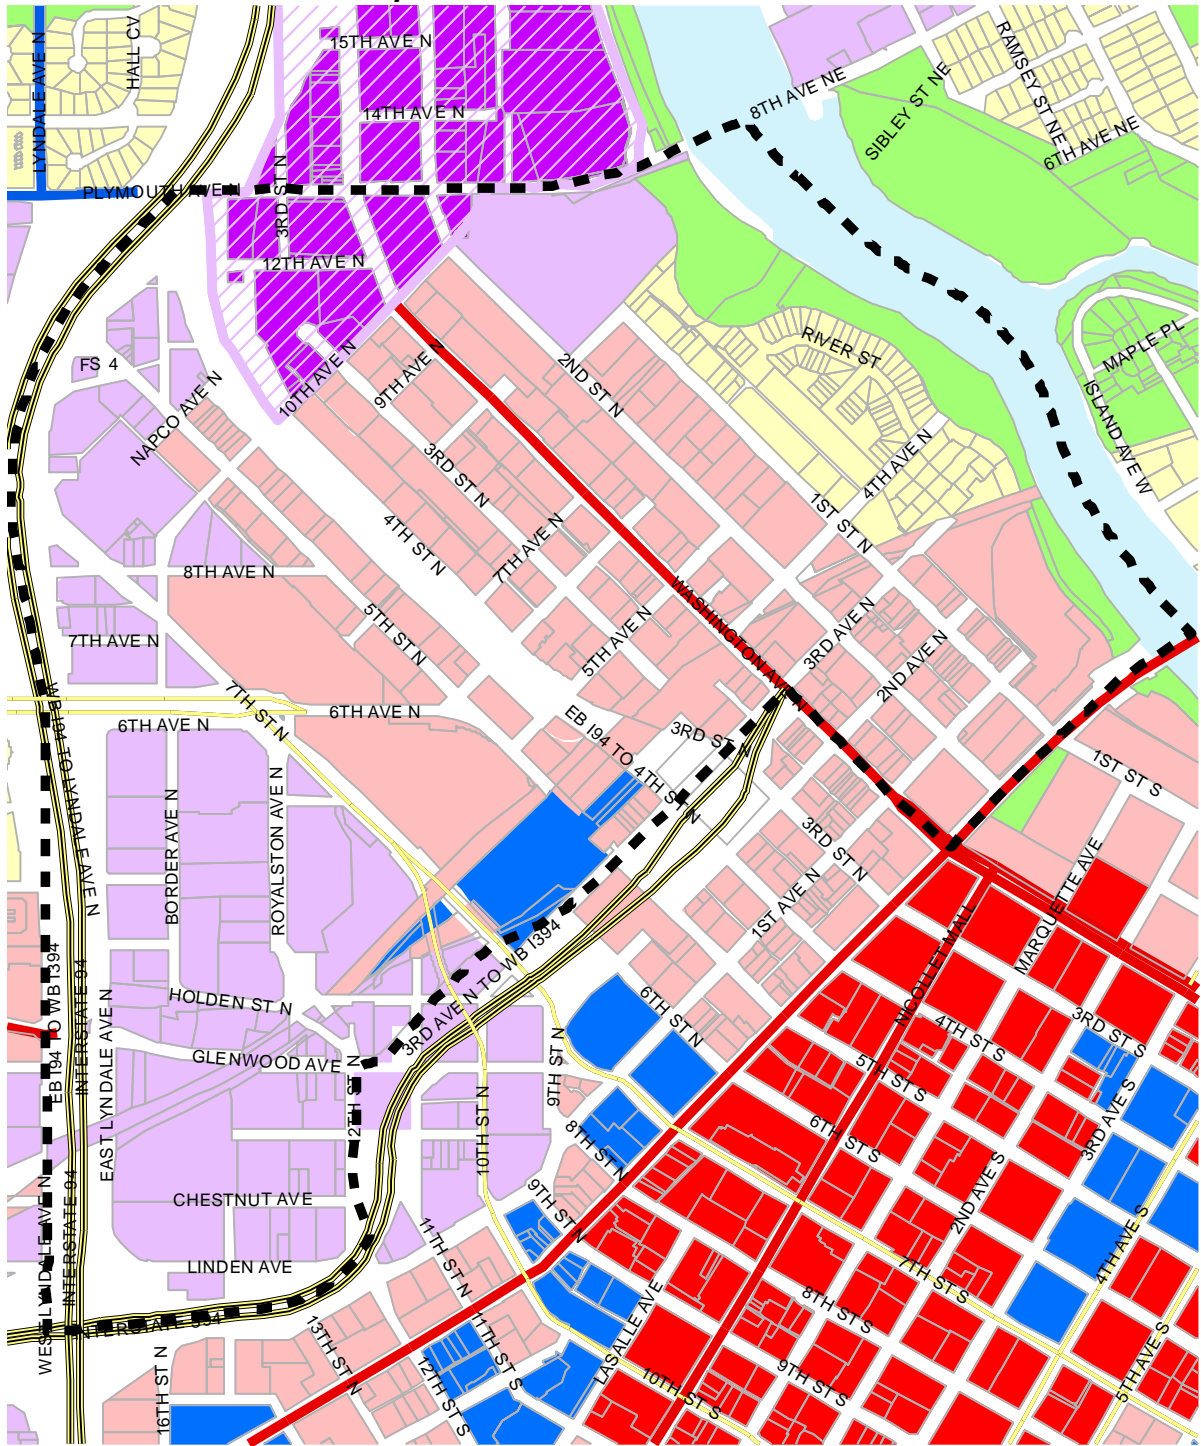 15TH AVE N
HALL CV
LYNDALE AVE N
RAMSEY ST NE
8TH AVE NE
SIBLEY ST NE
14TH AVE N
6TH AVE NE
PLYMOUTH AVE N
3RD ST N
12TH AVE N
RIVER ST
MAPLE PL
FS 4
10TH AVE N
9TH AVE N
2ND ST N
ISLAND AVE W
NAPCO AVE N
3RD ST N
4TH AVE N
4TH ST N
1ST ST N
7TH AVE N
8TH AVE N
WASHINGTON AVE N
5TH ST N
5TH AVE N
3RD AVE N
7TH AVE N
2ND AVE N
7TH ST N
6TH AVE N
6TH AVE N
EB I94 TO 4TH ST N
3RD ST N
WB I94 TO LYNDALE AVE N
1ST ST S
BORDER AVE N
ROYALSTON AVE N
3RD ST N
1ST AVE N
MARQUETTE AVE
NICOLLET MALL
EB I94 TO WB I394
INTERSTATE 94
3RD AVE N TO WB I394
HOLDEN ST N
6TH ST N
3RD ST S
4TH ST S
EAST LYNDALE AVE N
GLENWOOD AVE
12TH ST N
9TH ST N
5TH ST S
10TH ST N
3RD AVE S
6TH ST S
8TH ST N
CHESTNUT AVE
9TH ST N
2ND AVE S
WEST LYNDALE AVE N
INTERSTATE 94
11TH ST N
4TH AVE S
LINDEN AVE
7TH ST S
INTERSTATE 394
8TH ST S
13TH ST N
11TH ST S
LASALLE AVE
5TH AVE S
16TH ST N
12TH ST S
10TH ST S
9TH ST S